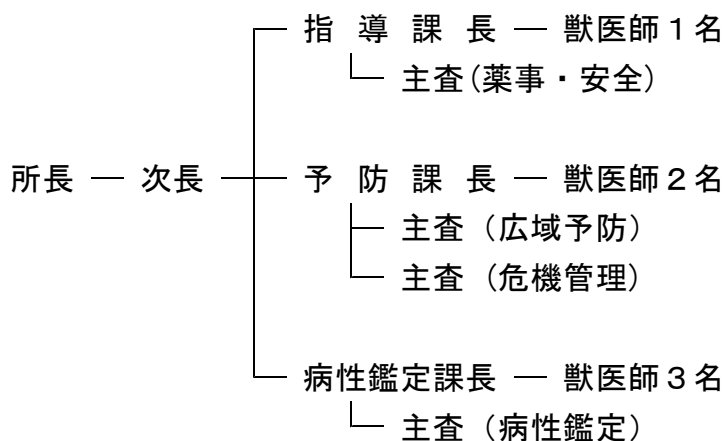 指導課長 ― 獣医師1名
主査(薬事・安全)
所長 ― 次長 ― 予防課長 ― 獣医師2名
主査(広域予防)
主査(危機管理)
病性鑑定課長 ― 獣医師3名
主査(病性鑑定)